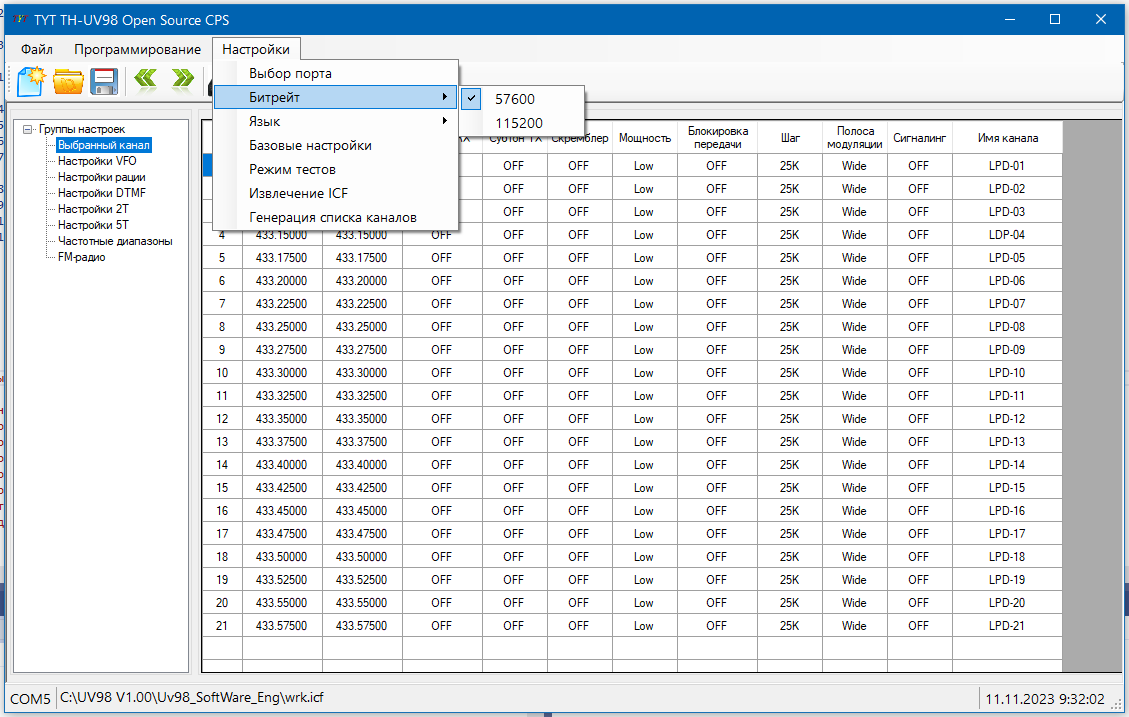 TYT TH-UV98 Open Source CPS
Файл Программирование Настройки
Выбор порта
Битрейт
Язык
Базовые настройки
Режим тестов
Извлечение ICF
Генерация списка каналов
57600
115200
Группы настроек
Выбранный канал
Настройки VFO
Настройки рации
Настройки DTMF
Настройки 2T
Настройки 5T
Частотные диапазоны
FM-радио
Субтон TX Скремблер Мощность Блокировка передачи Шаг Полоса модуляции Сигналинг Имя канала
OFF OFF Low OFF 25K Wide OFF LPD-01
OFF OFF Low OFF 25K Wide OFF LPD-02
OFF OFF Low OFF 25K Wide OFF LPD-03
4 433.15000 433.15000 OFF OFF OFF Low OFF 25K Wide OFF LDP-04
5 433.17500 433.17500 OFF OFF OFF Low OFF 25K Wide OFF LPD-05
6 433.20000 433.20000 OFF OFF OFF Low OFF 25K Wide OFF LPD-06
7 433.22500 433.22500 OFF OFF OFF Low OFF 25K Wide OFF LPD-07
8 433.25000 433.25000 OFF OFF OFF Low OFF 25K Wide OFF LPD-08
9 433.27500 433.27500 OFF OFF OFF Low OFF 25K Wide OFF LPD-09
10 433.30000 433.30000 OFF OFF OFF Low OFF 25K Wide OFF LPD-10
11 433.32500 433.32500 OFF OFF OFF Low OFF 25K Wide OFF LPD-11
12 433.35000 433.35000 OFF OFF OFF Low OFF 25K Wide OFF LPD-12
13 433.37500 433.37500 OFF OFF OFF Low OFF 25K Wide OFF LPD-13
14 433.40000 433.40000 OFF OFF OFF Low OFF 25K Wide OFF LPD-14
15 433.42500 433.42500 OFF OFF OFF Low OFF 25K Wide OFF LPD-15
16 433.45000 433.45000 OFF OFF OFF Low OFF 25K Wide OFF LPD-16
17 433.47500 433.47500 OFF OFF OFF Low OFF 25K Wide OFF LPD-17
18 433.50000 433.50000 OFF OFF OFF Low OFF 25K Wide OFF LPD-18
19 433.52500 433.52500 OFF OFF OFF Low OFF 25K Wide OFF LPD-19
20 433.55000 433.55000 OFF OFF OFF Low OFF 25K Wide OFF LPD-20
21 433.57500 433.57500 OFF OFF OFF Low OFF 25K Wide OFF LPD-21
COM5 C:\UV98 V1.00\Uv98_SoftWare_Eng\wrk.icf 11.11.2023 9:32:02